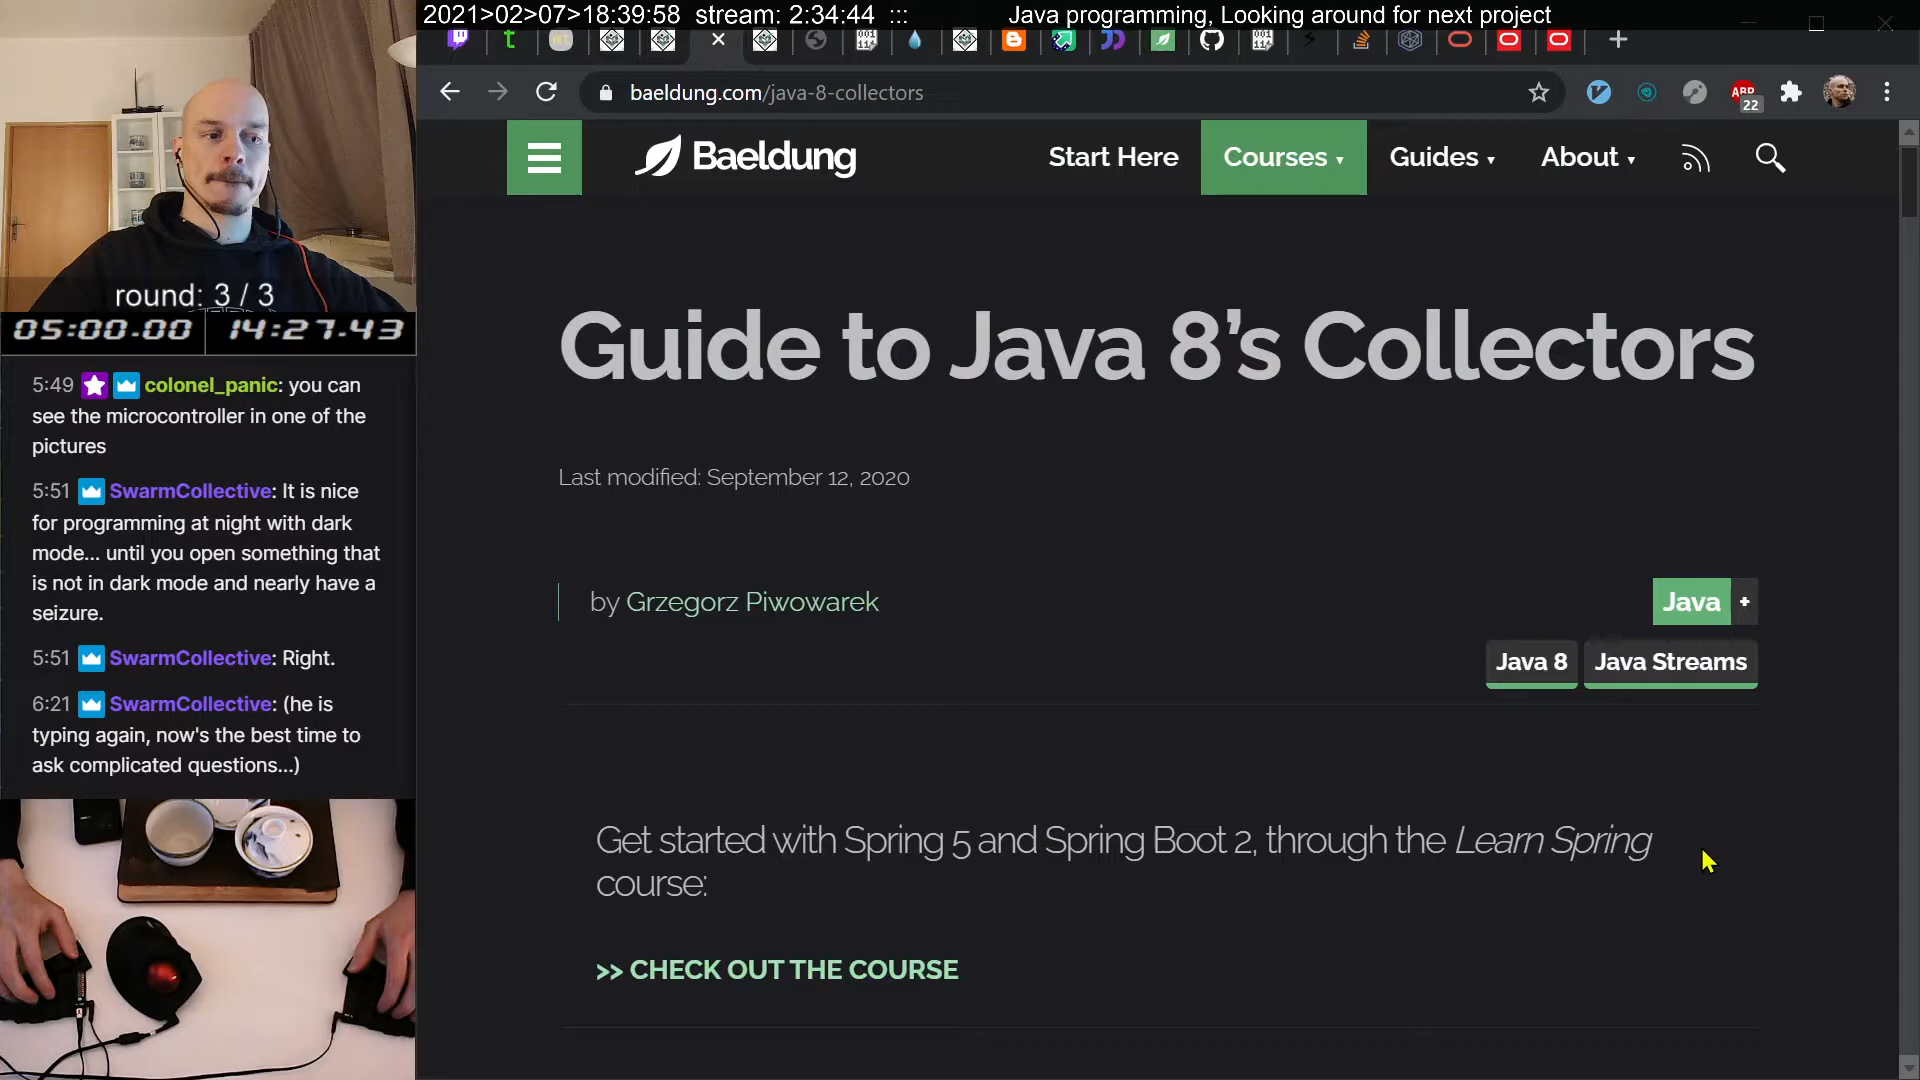 2021>02>07>18:39:58 stream: 2:34:44 ::: Java programming, Looking around for next project
baeldung.com/java-8-collectors
22
Baeldung
Start Here
Courses
Guides
About
round: 3 / 3
05:00.00
14:27.43
Guide to Java 8’s Collectors
Last modified: September 12, 2020
by Grzegorz Piwowarek
Java +
Java 8
Java Streams
Get started with Spring 5 and Spring Boot 2, through the Learn Spring
course:
>> CHECK OUT THE COURSE
5:49 colonel_panic: you can
see the microcontroller in one of the
pictures
5:51 SwarmCollective: It is nice
for programming at night with dark
mode... until you open something that
is not in dark mode and nearly have a
seizure.
5:51 SwarmCollective: Right.
6:21 SwarmCollective: (he is
typing again, now's the best time to
ask complicated questions...)